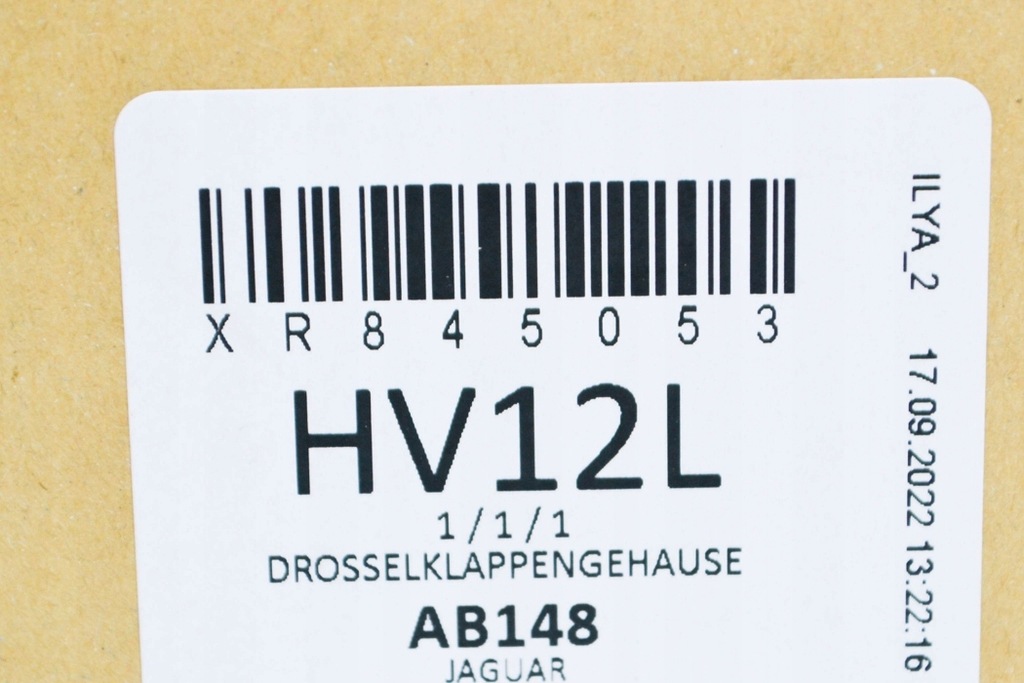 XR845053
HV12L
1/1/1
DROSSELKLAPPENGEHAUSE
AB148
JAGUAR
ILYA_2 17.09.2022 13:22:16